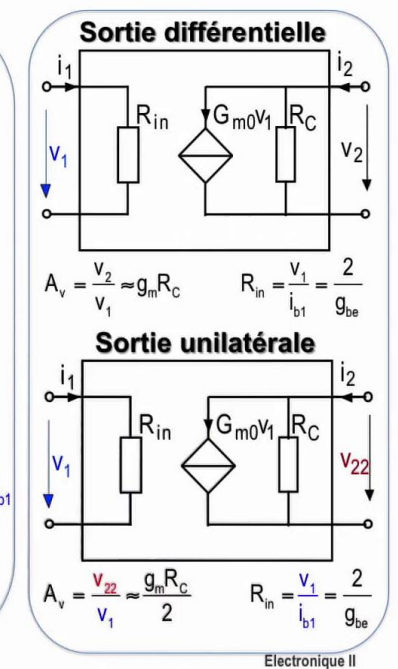 Sortie différentielle
i1 i2
Rin Gm0v1 RC
v1 v2
Av = v2/v1 ≈ gmRC Rin = v1/ib1 = 2/gbe
Sortie unilatérale
i1 i2
Rin Gm0v1 RC
v1 v22
b1
Av = v22/v1 ≈ gmRC/2 Rin = v1/ib1 = 2/gbe
Electronique II